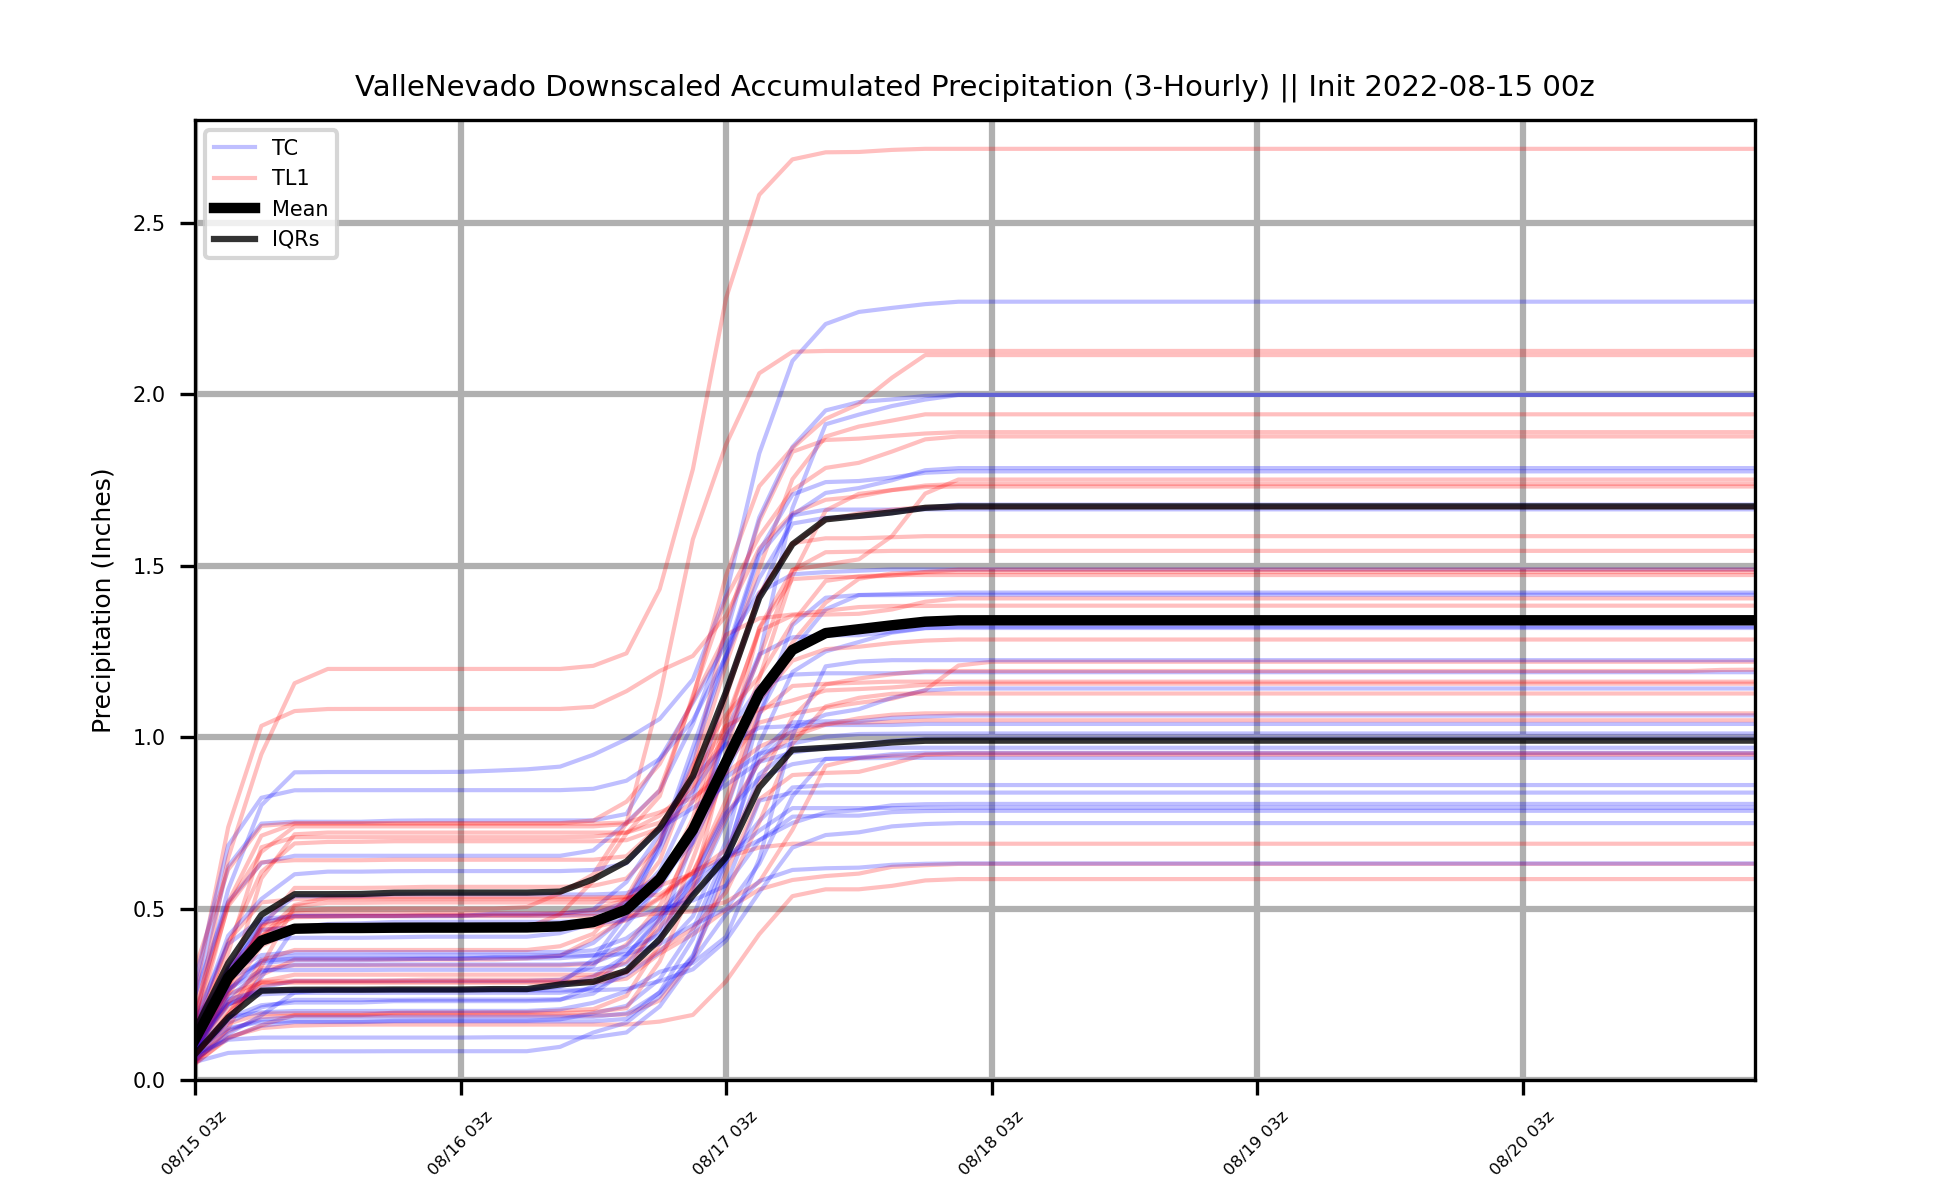 ValleNevado Downscaled Accumulated Precipitation (3-Hourly) || Init 2022-08-15 00z
TC
TL1
Mean
IQRs
Precipitation (Inches)
2.5
2.0
1.5
1.0
0.5
0.0
08/15 03z
08/16 03z
08/17 03z
08/18 03z
08/19 03z
08/20 03z